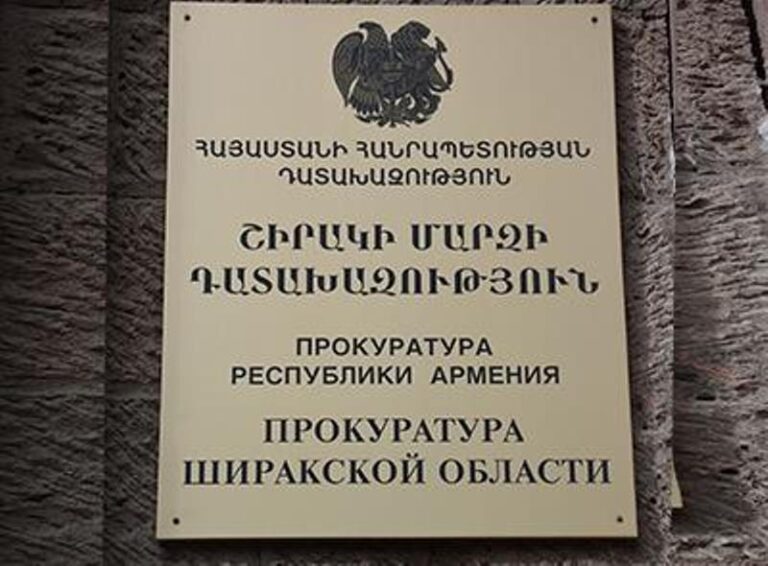 ՀԱՅԱՍՏԱՆԻ ՀԱՆՐԱՊԵՏՈՒԹՅԱՆ
ԴԱՏԱԽԱԶՈՒԹՅՈՒՆ
ՇԻՐԱԿԻ ՄԱՐԶԻ
ԴԱՏԱԽԱԶՈՒԹՅՈՒՆ
ПРОКУРАТУРА
РЕСПУБЛИКИ АРМЕНИЯ
ПРОКУРАТУРА
ШИРАКСКОЙ ОБЛАСТИ